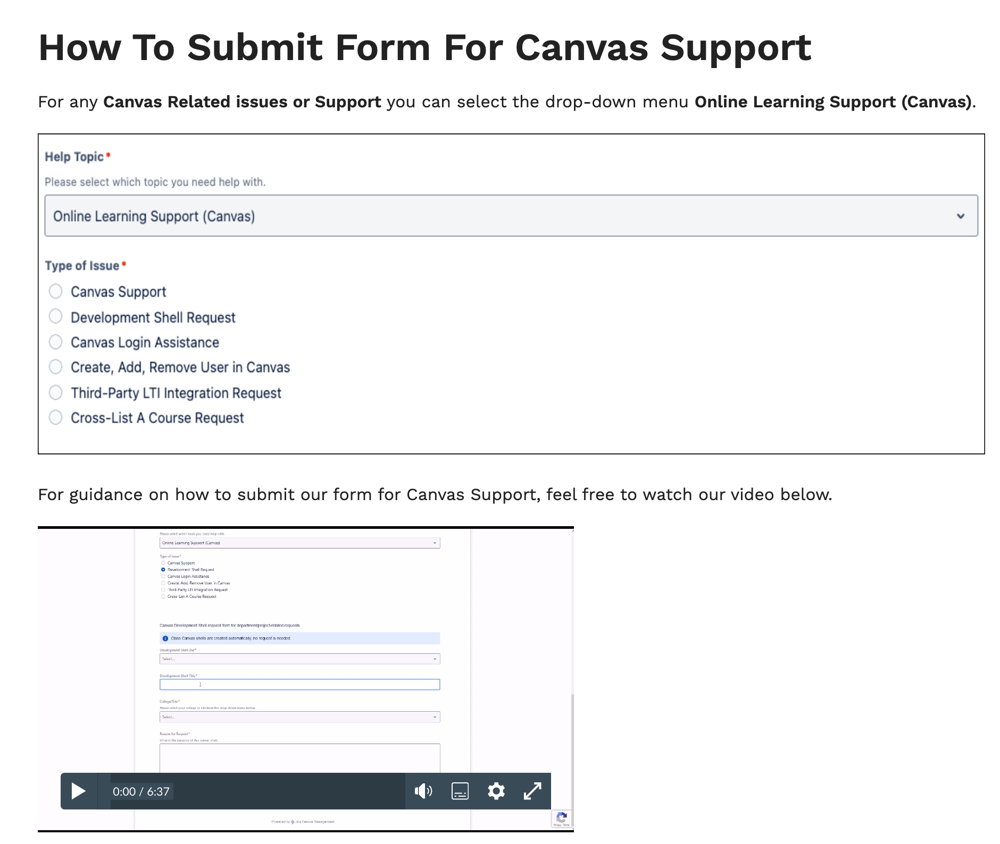 How To Submit Form For Canvas Support
For any Canvas Related issues or Support you can select the drop-down menu Online Learning Support (Canvas).
Help Topic*
Please select which topic you need help with.
Online Learning Support (Canvas)
Type of Issue*
Canvas Support
Development Shell Request
Canvas Login Assistance
Create, Add, Remove User in Canvas
Third-Party LTI Integration Request
Cross-List A Course Request
For guidance on how to submit our form for Canvas Support, feel free to watch our video below.
Please select which topic you need help with.
Online Learning Support (Canvas)
Type of Issue*
Canvas Support
Development Shell Request
Canvas Login Assistance
Create, Add, Remove User in Canvas
Third-Party LTI Integration Request
Cross-List A Course Request
Canvas Development Shell request form for department/project-related requests
Class Canvas shells are created automatically, no request is needed.
Development Shell Use*
Select...
Development Shell Title*
College/Site*
Please select your college or site from the drop-down menu below.
Select...
Reason for Request*
What is the purpose of this canvas shell.
0:00 / 6:37
Powered by Jira Service Management
Privacy - Terms